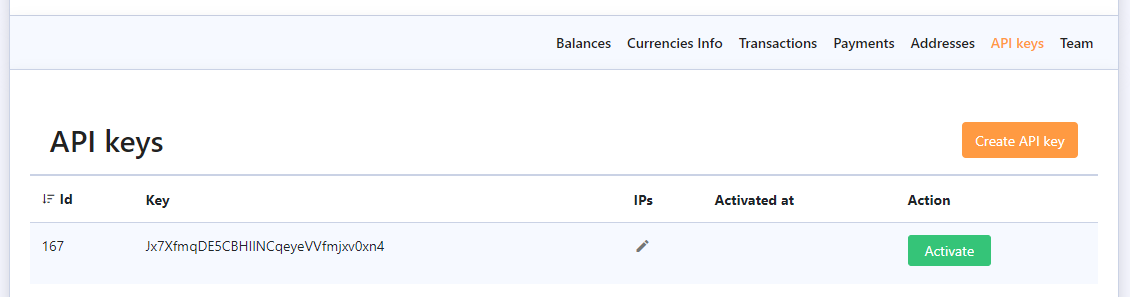 Balances Currencies Info Transactions Payments Addresses API keys Team
API keys
Create API key
Id Key IPs Activated at Action
167 Jx7XfmqDE5CBHIINCqeyeVVfmjxv0xn4 Activate